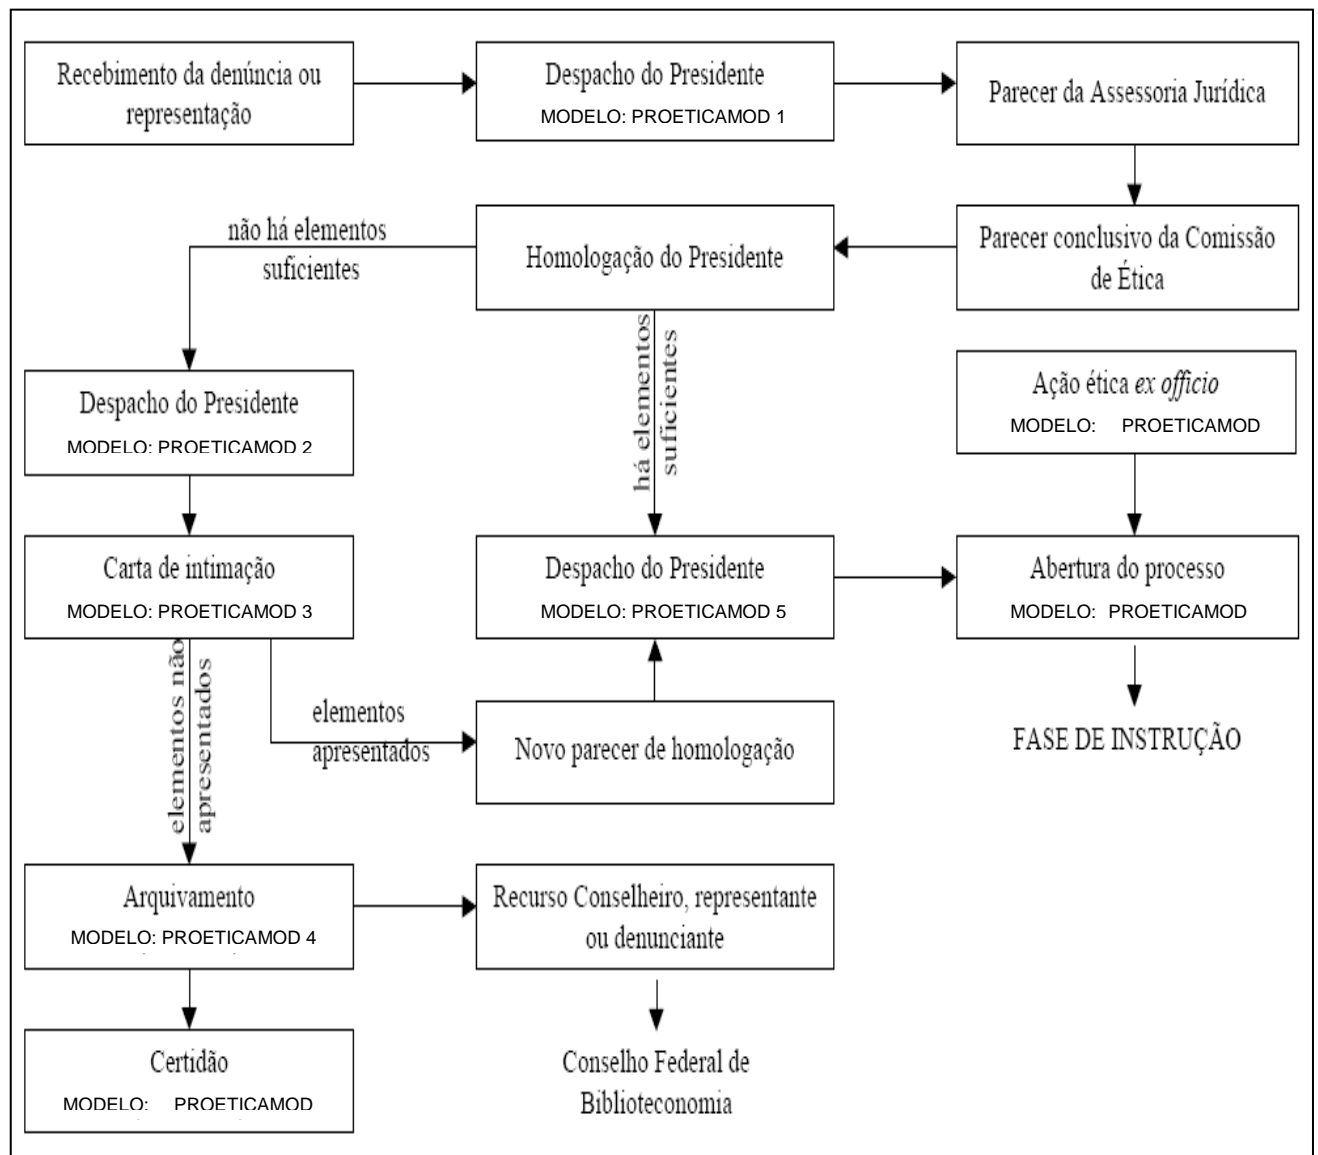 Recebimento da denúncia ou
representação
Despacho do Presidente
MODELO: PROETICAMOD 1
Parecer da Assessoria Jurídica
não há elementos
suficientes
Homologação do Presidente
Parecer conclusivo da Comissão
de Ética
há elementos
suficientes
Despacho do Presidente
MODELO: PROETICAMOD 2
Ação ética ex officio
MODELO: PROETICAMOD
Carta de intimação
MODELO: PROETICAMOD 3
Despacho do Presidente
MODELO: PROETICAMOD 5
Abertura do processo
MODELO: PROETICAMOD
elementos não
apresentados
elementos
apresentados
Novo parecer de homologação
FASE DE INSTRUÇÃO
Arquivamento
MODELO: PROETICAMOD 4
Recurso Conselheiro, representante
ou denunciante
Certidão
MODELO: PROETICAMOD
Conselho Federal de
Biblioteconomia